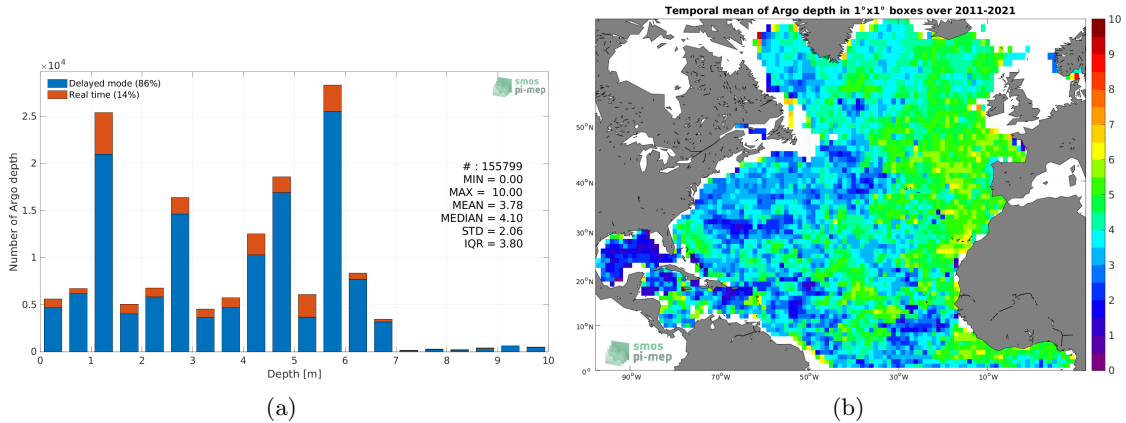 ×10⁴
Delayed mode (86%)
Real time (14%)
smos
pi-mep
# : 155799
MIN = 0.00
MAX = 10.00
MEAN = 3.78
MEDIAN = 4.10
STD = 2.06
IQR = 3.80
Number of Argo depth
2.5
2
1.5
1
0.5
0
0 1 2 3 4 5 6 7 8 9 10
Depth [m]
(a)
Temporal mean of Argo depth in 1°x1° boxes over 2011-2021
50°N
40°N
30°N
20°N
10°N
0°
90°W 70°W 50°W 30°W 10°W
smos
pi-mep
10
9
8
7
6
5
4
3
2
1
0
(b)